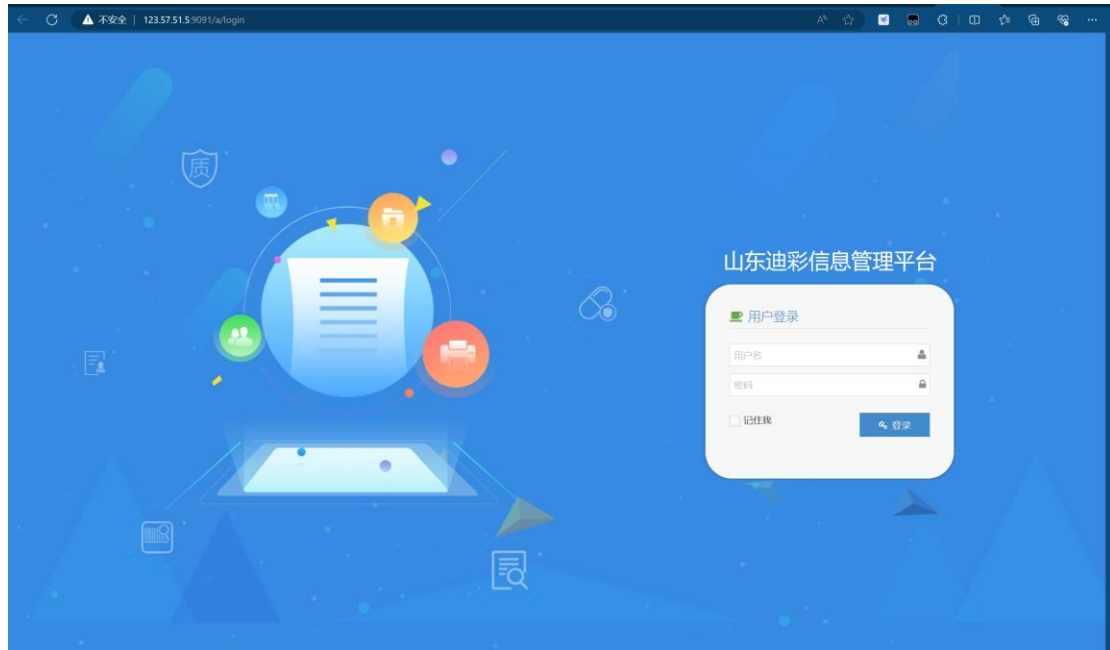 不安全 | 123.57.51.5:9091/a/login
质
山东迪彩信息管理平台
用户登录
用户名
密码
记住我
登录